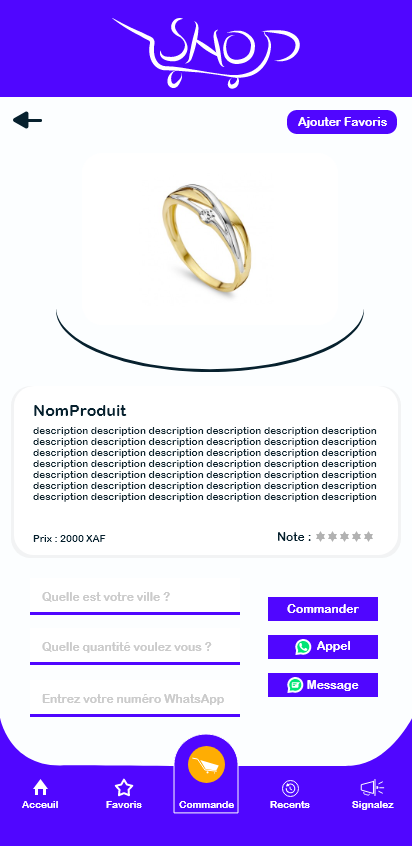 SHOP
Ajouter Favoris
NomProduit
description description description description description description
description description description description description description
description description description description description description
description description description description description description
description description description description description description
description description description description description description
description description description description description description
Prix : 2000 XAF
Note :
Quelle est votre ville ?
Commander
Quelle quantité voulez vous ?
Appel
Entrez votre numéro WhatsApp
Message
Acceuil
Favoris
Commande
Recents
Signalez